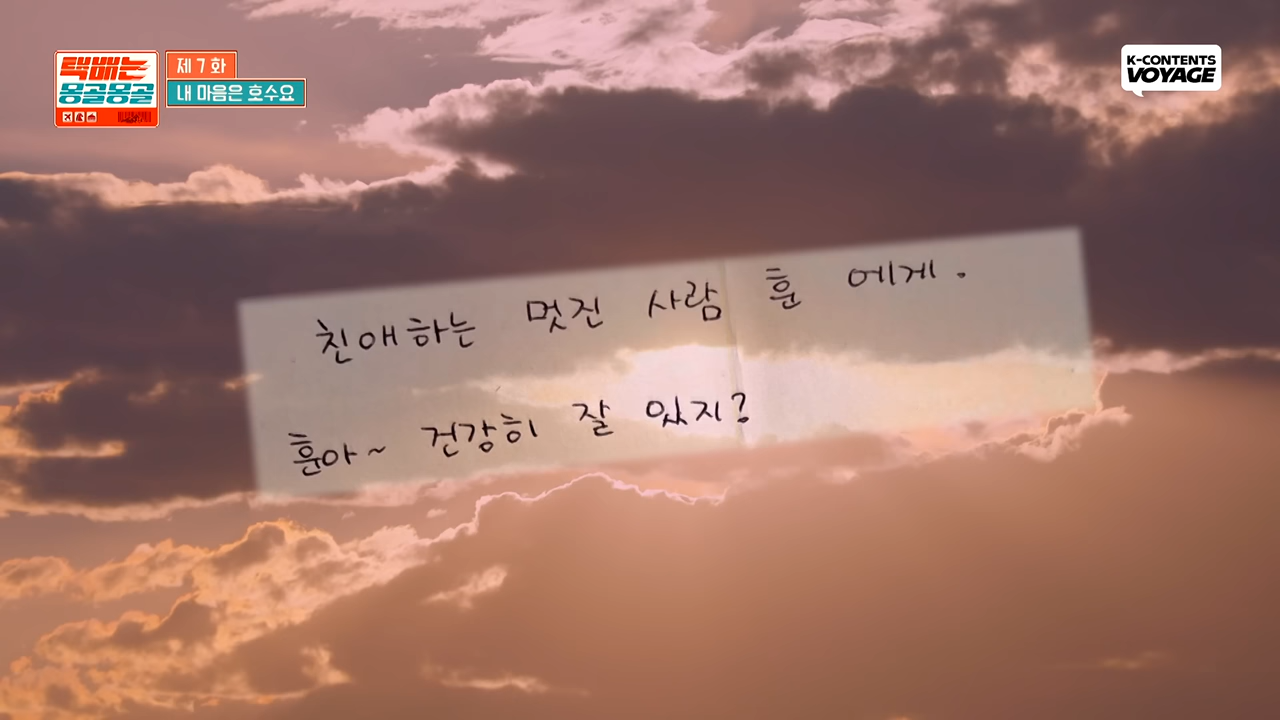 택배는
몽골몽골
제 7 화
내 마음은 호수요
K-CONTENTS
VOYAGE
친애하는 멋진 사람 훈 에게.
훈아~ 건강히 잘 있지?